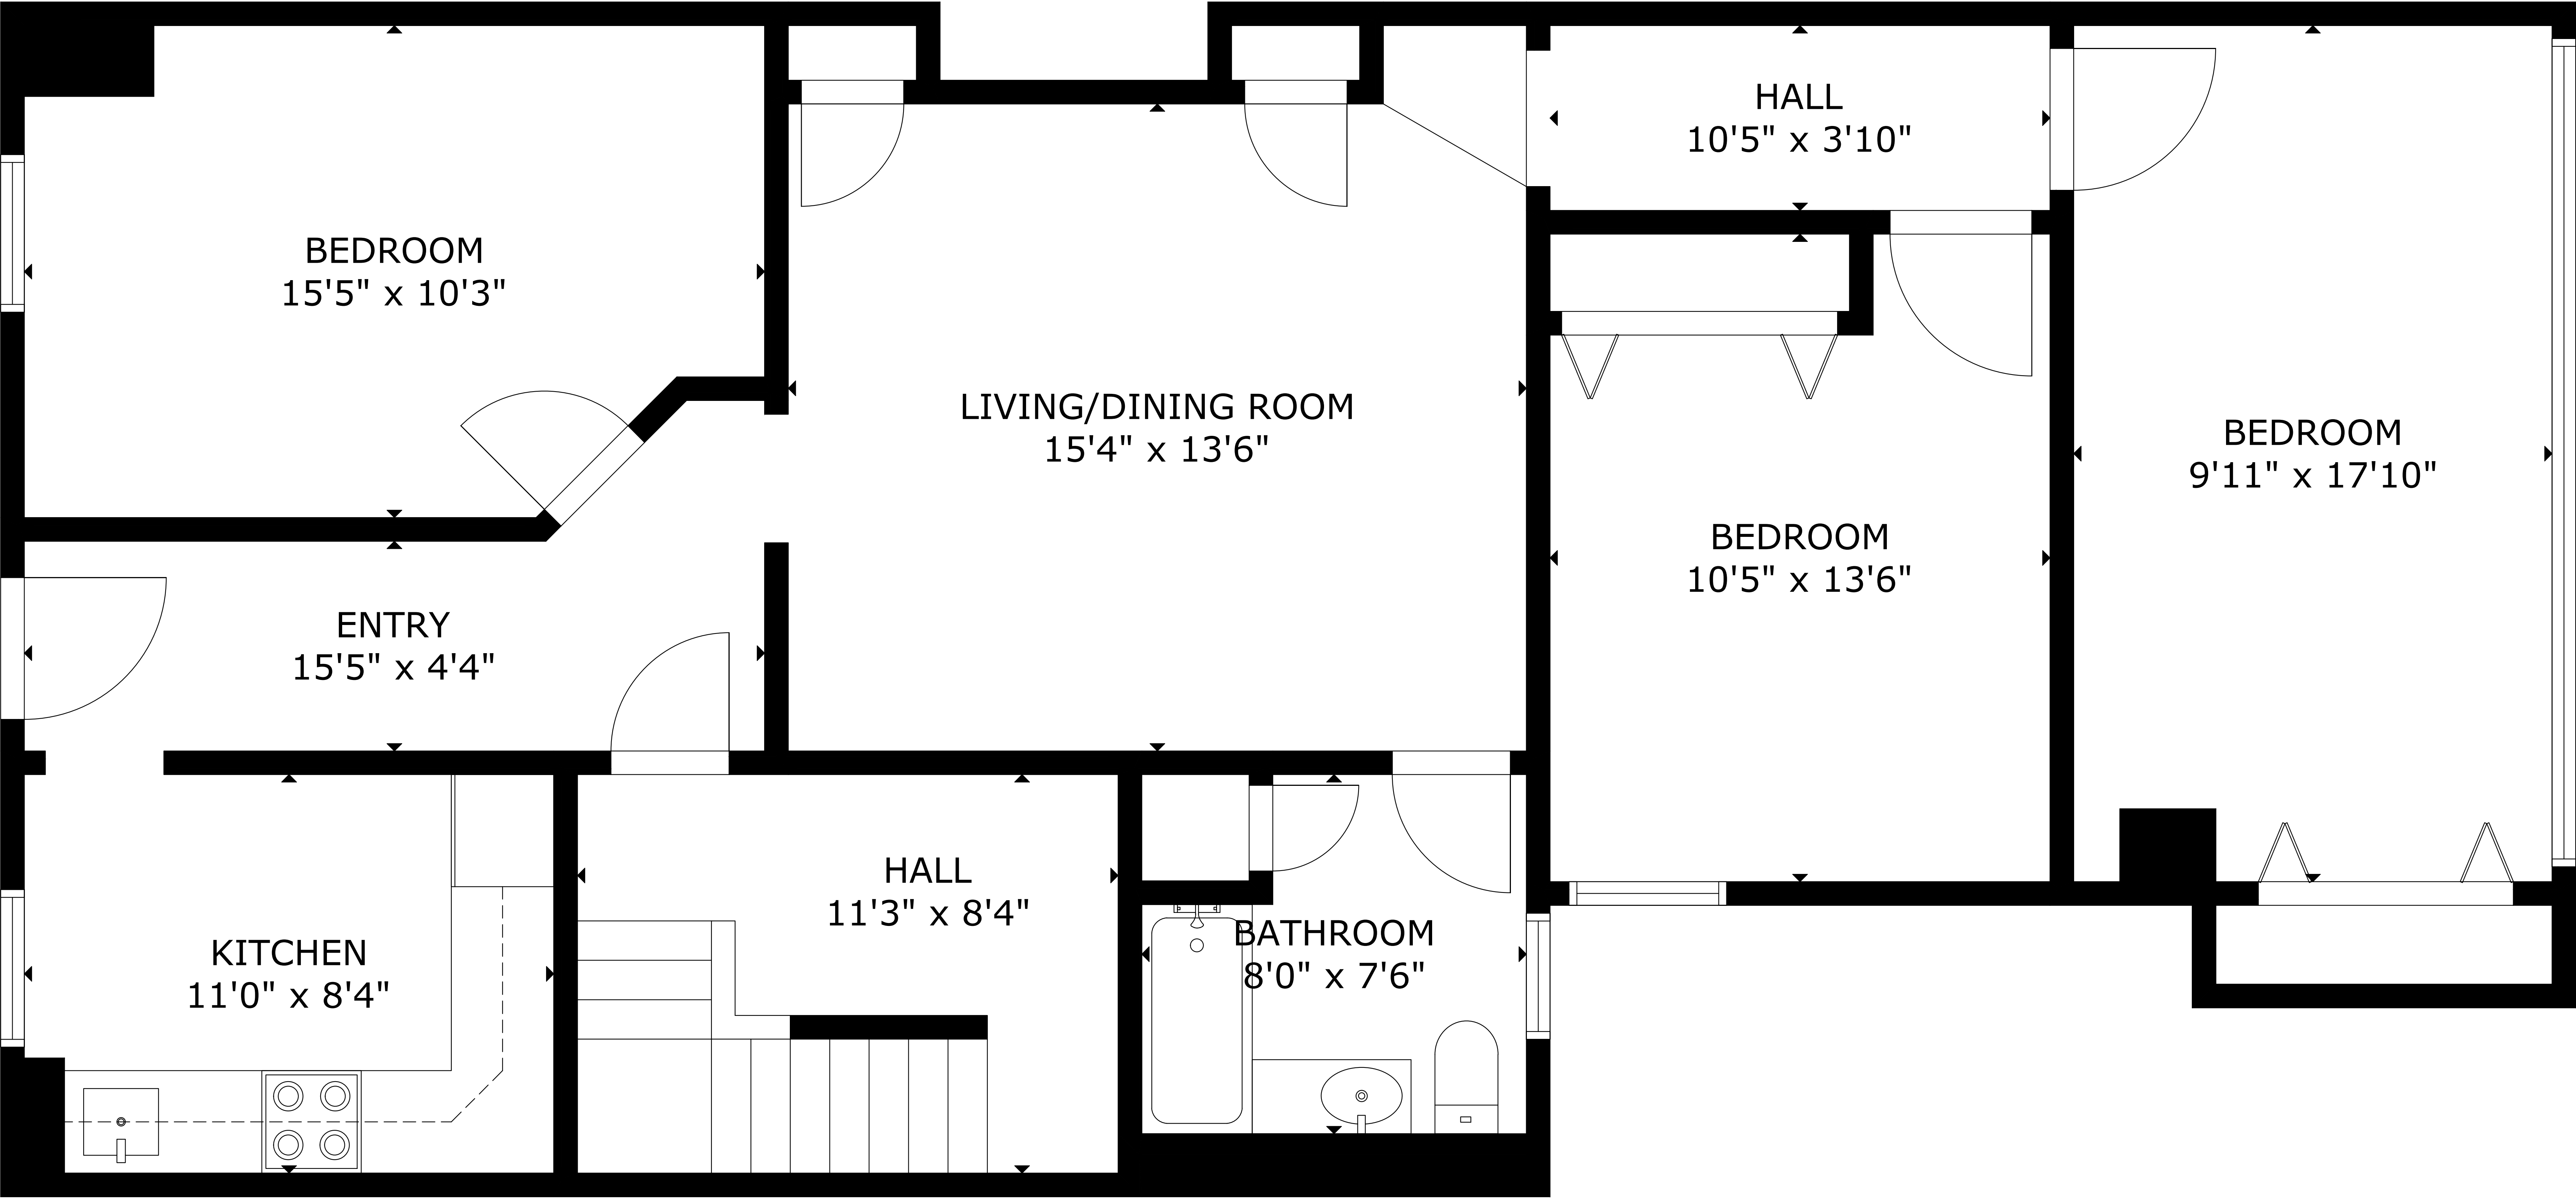 HALL
10'5" x 3'10"
BEDROOM
15'5" x 10'3"
LIVING/DINING ROOM
15'4" x 13'6"
BEDROOM
9'11" x 17'10"
BEDROOM
10'5" x 13'6"
ENTRY
15'5" x 4'4"
HALL
11'3" x 8'4"
BATHROOM
8'0" x 7'6"
KITCHEN
11'0" x 8'4"